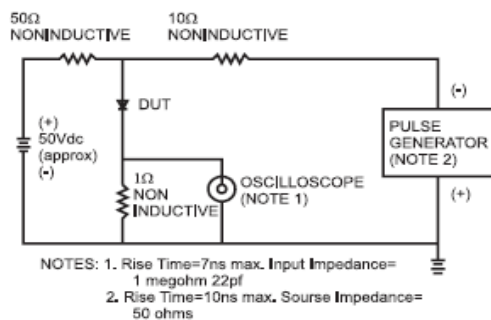 50Ω
NONINDUCTIVE
10Ω
NONINDUCTIVE
(+)
50Vdc
(approx)
(-)
DUT
1Ω
NON
INDUCTIVE
OSCILLOSCOPE
(NOTE 1)
(-)
PULSE
GENERATOR
(NOTE 2)
(+)
NOTES: 1. Rise Time=7ns max. Input Impedance=
1 megohm 22pf
2. Rise Time=10ns max. Sourse Impedance=
50 ohms